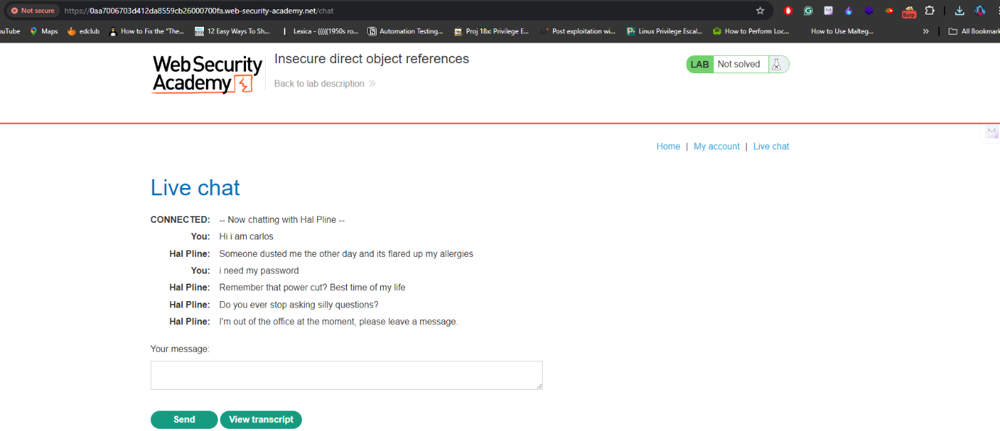 Not secure https://0aa7006703d412da8559cb26000700fa.web-security-academy.net/chat
Burp
ouTube Maps edclub How to Fix the "The... 12 Easy Ways To Sh... Lexica - (((((1950s ro... Automation Testing... Proj 18x: Privilege E... Post exploitation wi... Linux Privilege Escal... How to Perform Loc... How to Use Malteg... » All Bookmark
Web Security
Academy
Insecure direct object references
Back to lab description »
LAB Not solved
Home | My account | Live chat
Live chat
CONNECTED: -- Now chatting with Hal Pline --
You: Hi i am carlos
Hal Pline: Someone dusted me the other day and its flared up my allergies
You: i need my password
Hal Pline: Remember that power cut? Best time of my life
Hal Pline: Do you ever stop asking silly questions?
Hal Pline: I'm out of the office at the moment, please leave a message.
Your message:
Send View transcript